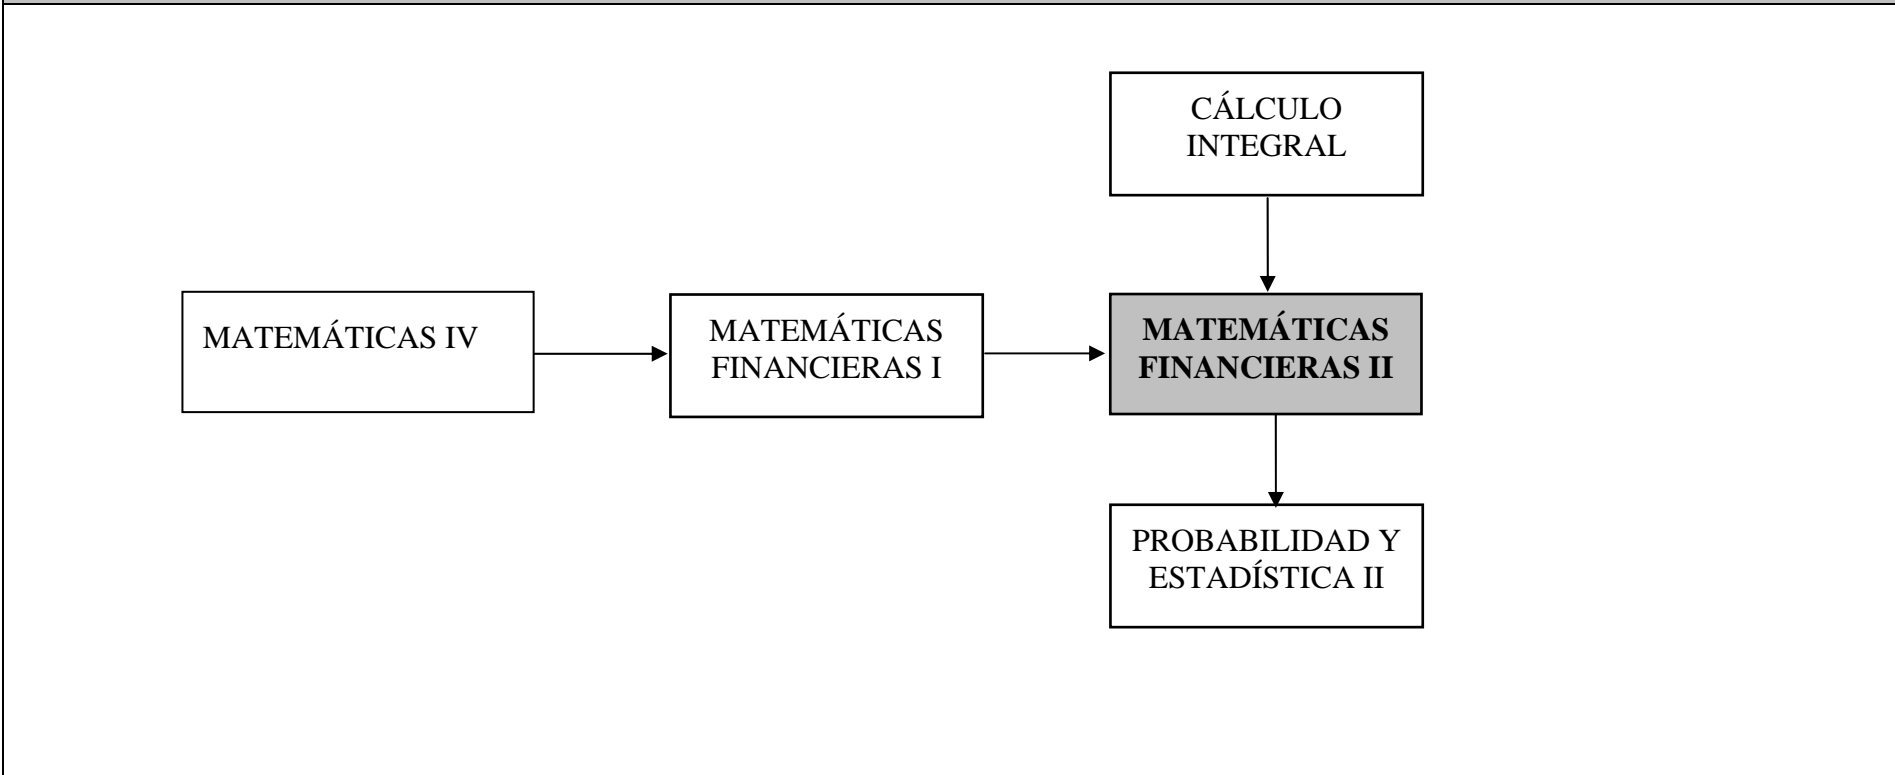 CÁLCULO
INTEGRAL
MATEMÁTICAS IV
MATEMÁTICAS
FINANCIERAS I
MATEMÁTICAS
FINANCIERAS II
PROBABILIDAD Y
ESTADÍSTICA II